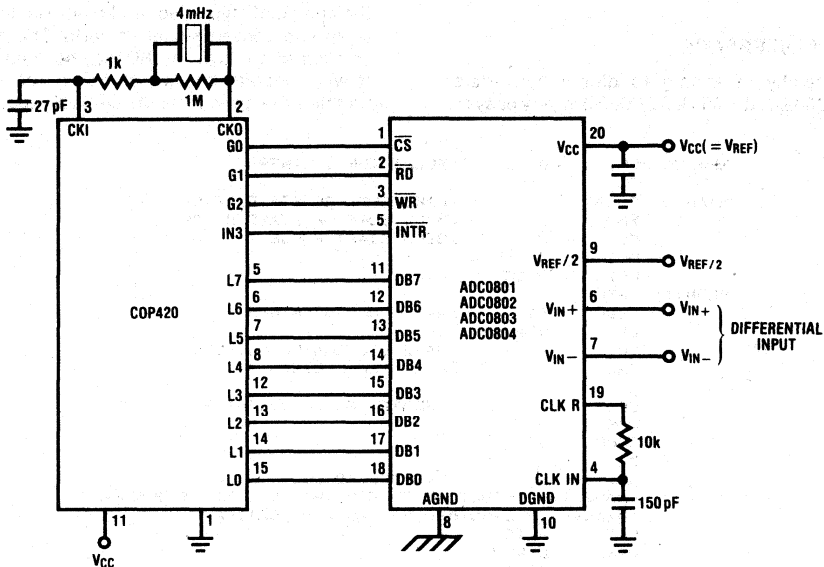 4mHz
1k
1M
27 pF
3
2
CKI
CKO
G0
1
CS
G1
2
RD
G2
3
WR
IN3
5
INTR
L7
5
11
DB7
L6
6
12
DB6
L5
7
13
DB5
L4
8
14
DB4
L3
12
15
DB3
L2
13
16
DB2
L1
14
17
DB1
L0
15
18
DB0
COP420
11
VCC
1
ADC0801
ADC0802
ADC0803
ADC0804
AGND
8
DGND
10
VCC
20
VCC(=VREF)
VREF/2
9
VREF/2
VIN+
6
VIN+
VIN−
7
VIN−
DIFFERENTIAL
INPUT
CLK R
19
10k
CLK IN
4
150 pF